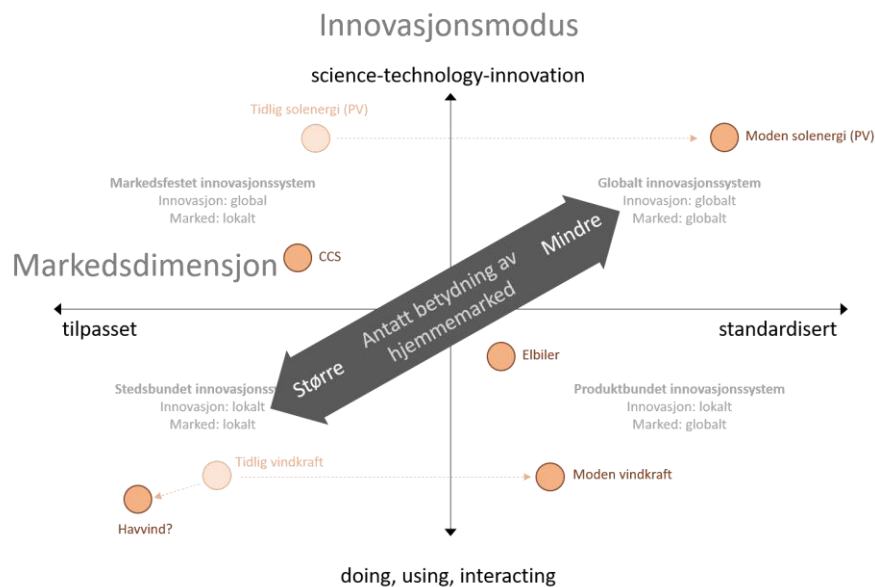 Innovasjonsmodus
science-technology-innovation
Tidlig solenergi (PV)
Moden solenergi (PV)
Markedsfestet innovasjonssystem
Innovasjon: global
Marked: lokalt
Globalt innovasjonssystem
Innovasjon: globalt
Marked: globalt
Mindre
CCS
Markedsdimensjon
Antatt betydning av
hjemmemarked
tilpasset
standardisert
Elbiler
Større
Stedsbundet innovasjonss
Innovasjon: lokalt
Marked: lokalt
Produktbundet innovasjonssystem
Innovasjon: lokalt
Marked: globalt
Tidlig vindkraft
Moden vindkraft
Havvind?
doing, using, interacting